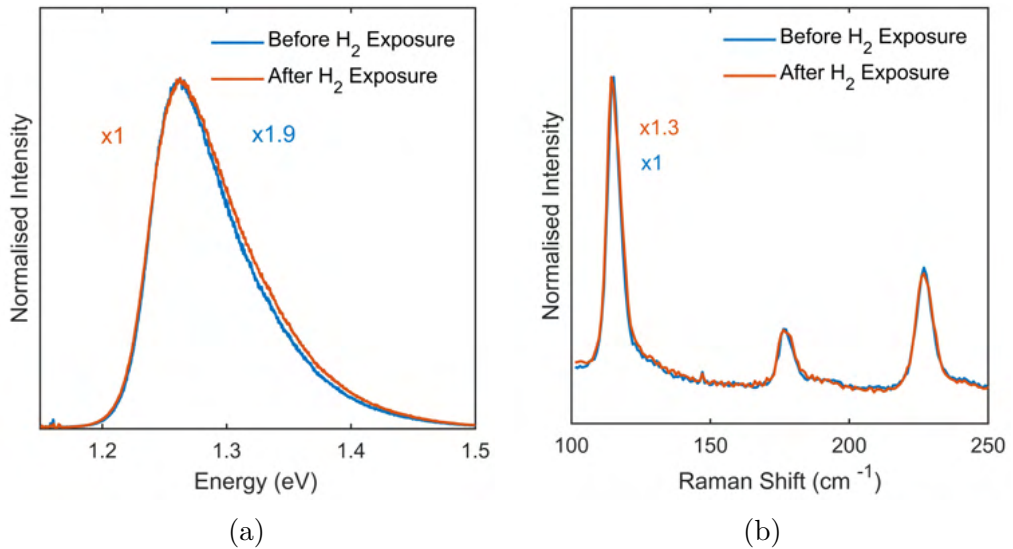 Before H₂ Exposure
After H₂ Exposure
x1
x1.9
Normalised Intensity
1.2
1.3
1.4
1.5
Energy (eV)
(a)
Before H₂ Exposure
After H₂ Exposure
x1.3
x1
Normalised Intensity
100
150
200
250
Raman Shift (cm⁻¹)
(b)